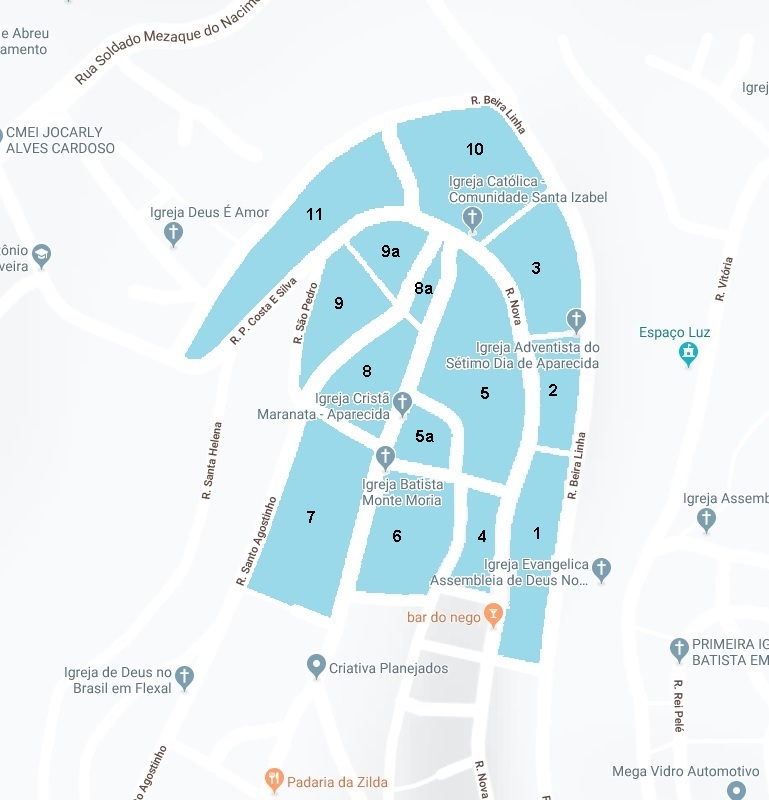 e Abreu
amento
Rua Soldado Mezaque do Nascime
Igrej
R. Beira Linha
CMEI JOCARLY
ALVES CARDOSO
10
Igreja Católica -
Comunidade Santa Izabel
Igreja Deus É Amor
11
ônio
veira
9a
3
R. Vitória
8a
R. P. Costa E Silva
R. São Pedro
9
R. Nova
Espaço Luz
Igreja Adventista do
Sétimo Dia de Aparecida
8
5
2
Igreja Cristã
Maranata - Aparecida
5a
R. Santa Helena
R. Beira Linha
Igreja Batista
Monte Moria
Igreja Assemb
7
R. Santo Agostinho
6
4
1
Igreja Evangelica
Assembleia de Deus No...
bar do nego
PRIMEIRA IG
BATISTA EM
Igreja de Deus no
Brasil em Flexal
Criativa Planejados
R. Rei Pelé
o Agostinho
Padaria da Zilda
R. Nova
Mega Vidro Automotivo